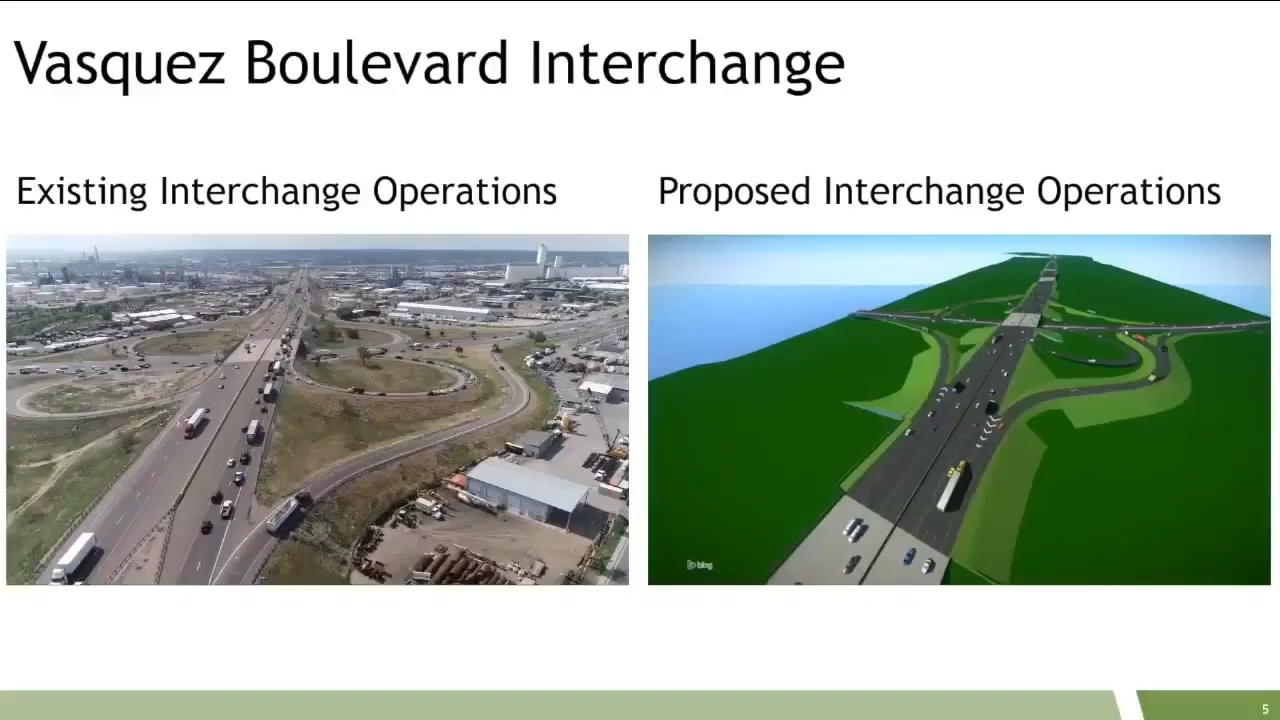 Vasquez Boulevard Interchange
Existing Interchange Operations
Proposed Interchange Operations
bing
5